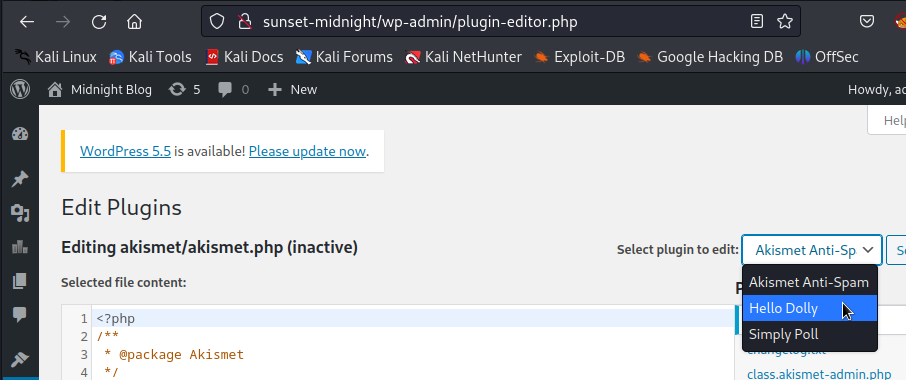 sunset-midnight/wp-admin/plugin-editor.php
Kali Linux Kali Tools Kali Docs Kali Forums Kali NetHunter Exploit-DB Google Hacking DB OffSec
Midnight Blog 5 0 New Howdy, ad
Help
WordPress 5.5 is available! Please update now.
Edit Plugins
Editing akismet/akismet.php (inactive)
Select plugin to edit: Akismet Anti-Spa Se
Akismet Anti-Spam
Hello Dolly
Simply Poll
Selected file content:
1 <?php
2 /**
3 * @package Akismet
4 */
changelog.txt
class.akismet-admin.php